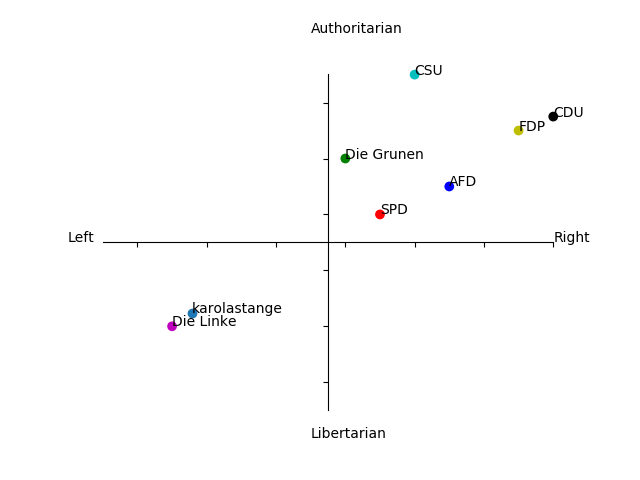 Authoritarian
CSU
CDU
FDP
Die Grunen
AFD
SPD
Left
Right
karolastange
Die Linke
Libertarian